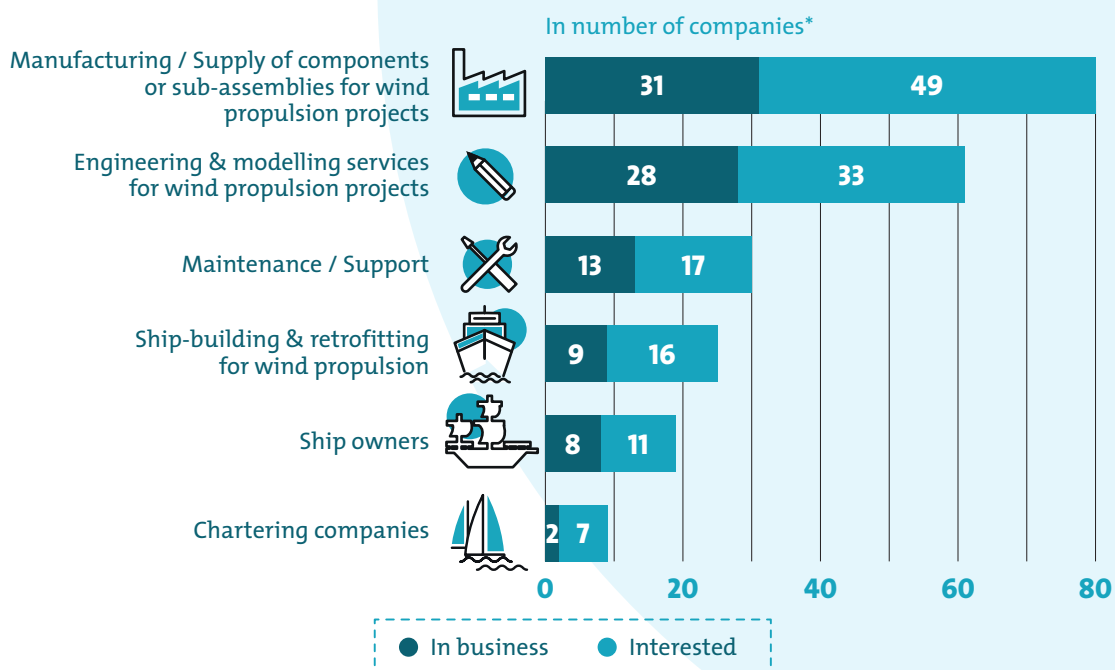 In number of companies*
Manufacturing / Supply of components
or sub-assemblies for wind
propulsion projects
31
49
Engineering & modelling services
for wind propulsion projects
28
33
Maintenance / Support
13
17
Ship-building & retrofitting
for wind propulsion
9
16
Ship owners
8
11
Chartering companies
2
7
0
20
40
60
80
In business
Interested